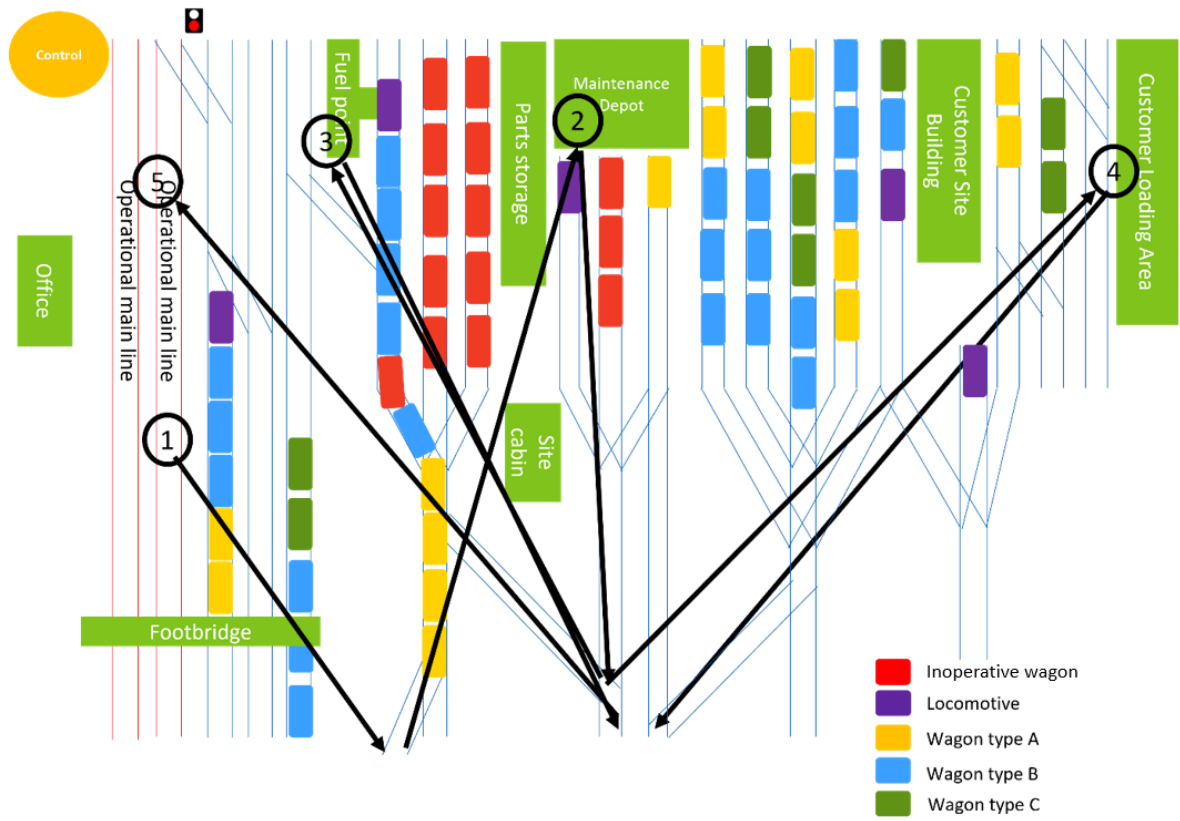 Control
Fuel point
Parts storage
Maintenance
Depot
Customer Site
Building
Customer Loading Area
2
3
4
5
Operational main line
Operational main line
Office
1
Site
cabin
Footbridge
Inoperative wagon
Locomotive
Wagon type A
Wagon type B
Wagon type C